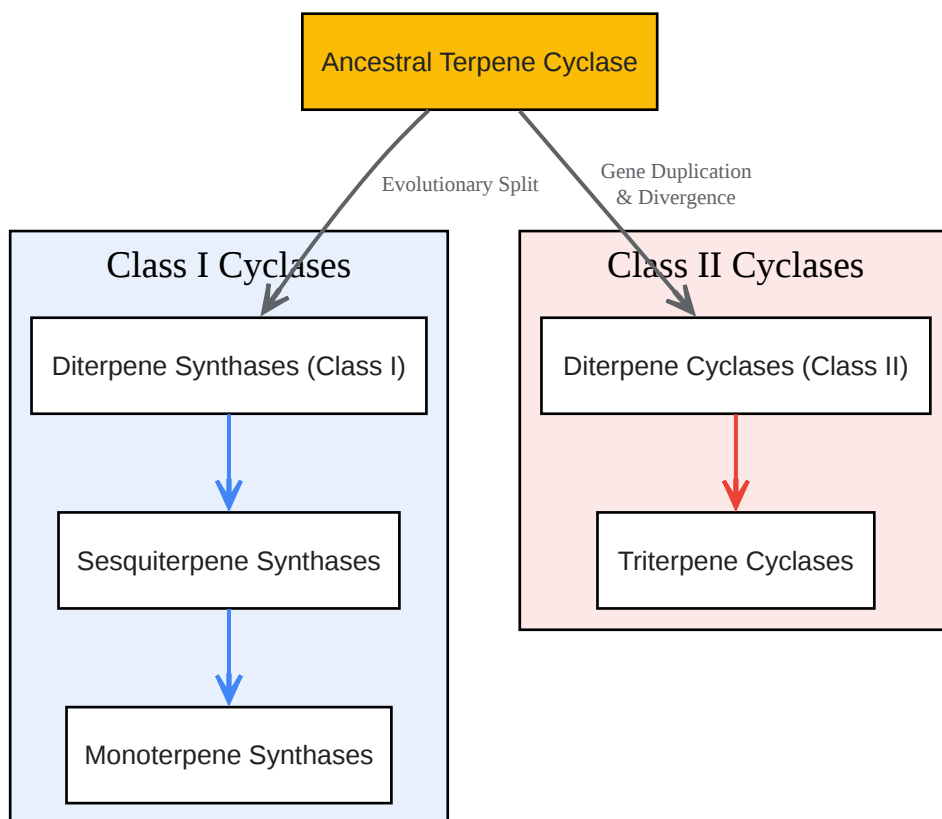 Ancestral Terpene Cyclase
Evolutionary Split
Gene Duplication
& Divergence
Class I Cyclases
Diterpene Synthases (Class I)
Sesquiterpene Synthases
Monoterpene Synthases
Class II Cyclases
Diterpene Cyclases (Class II)
Triterpene Cyclases